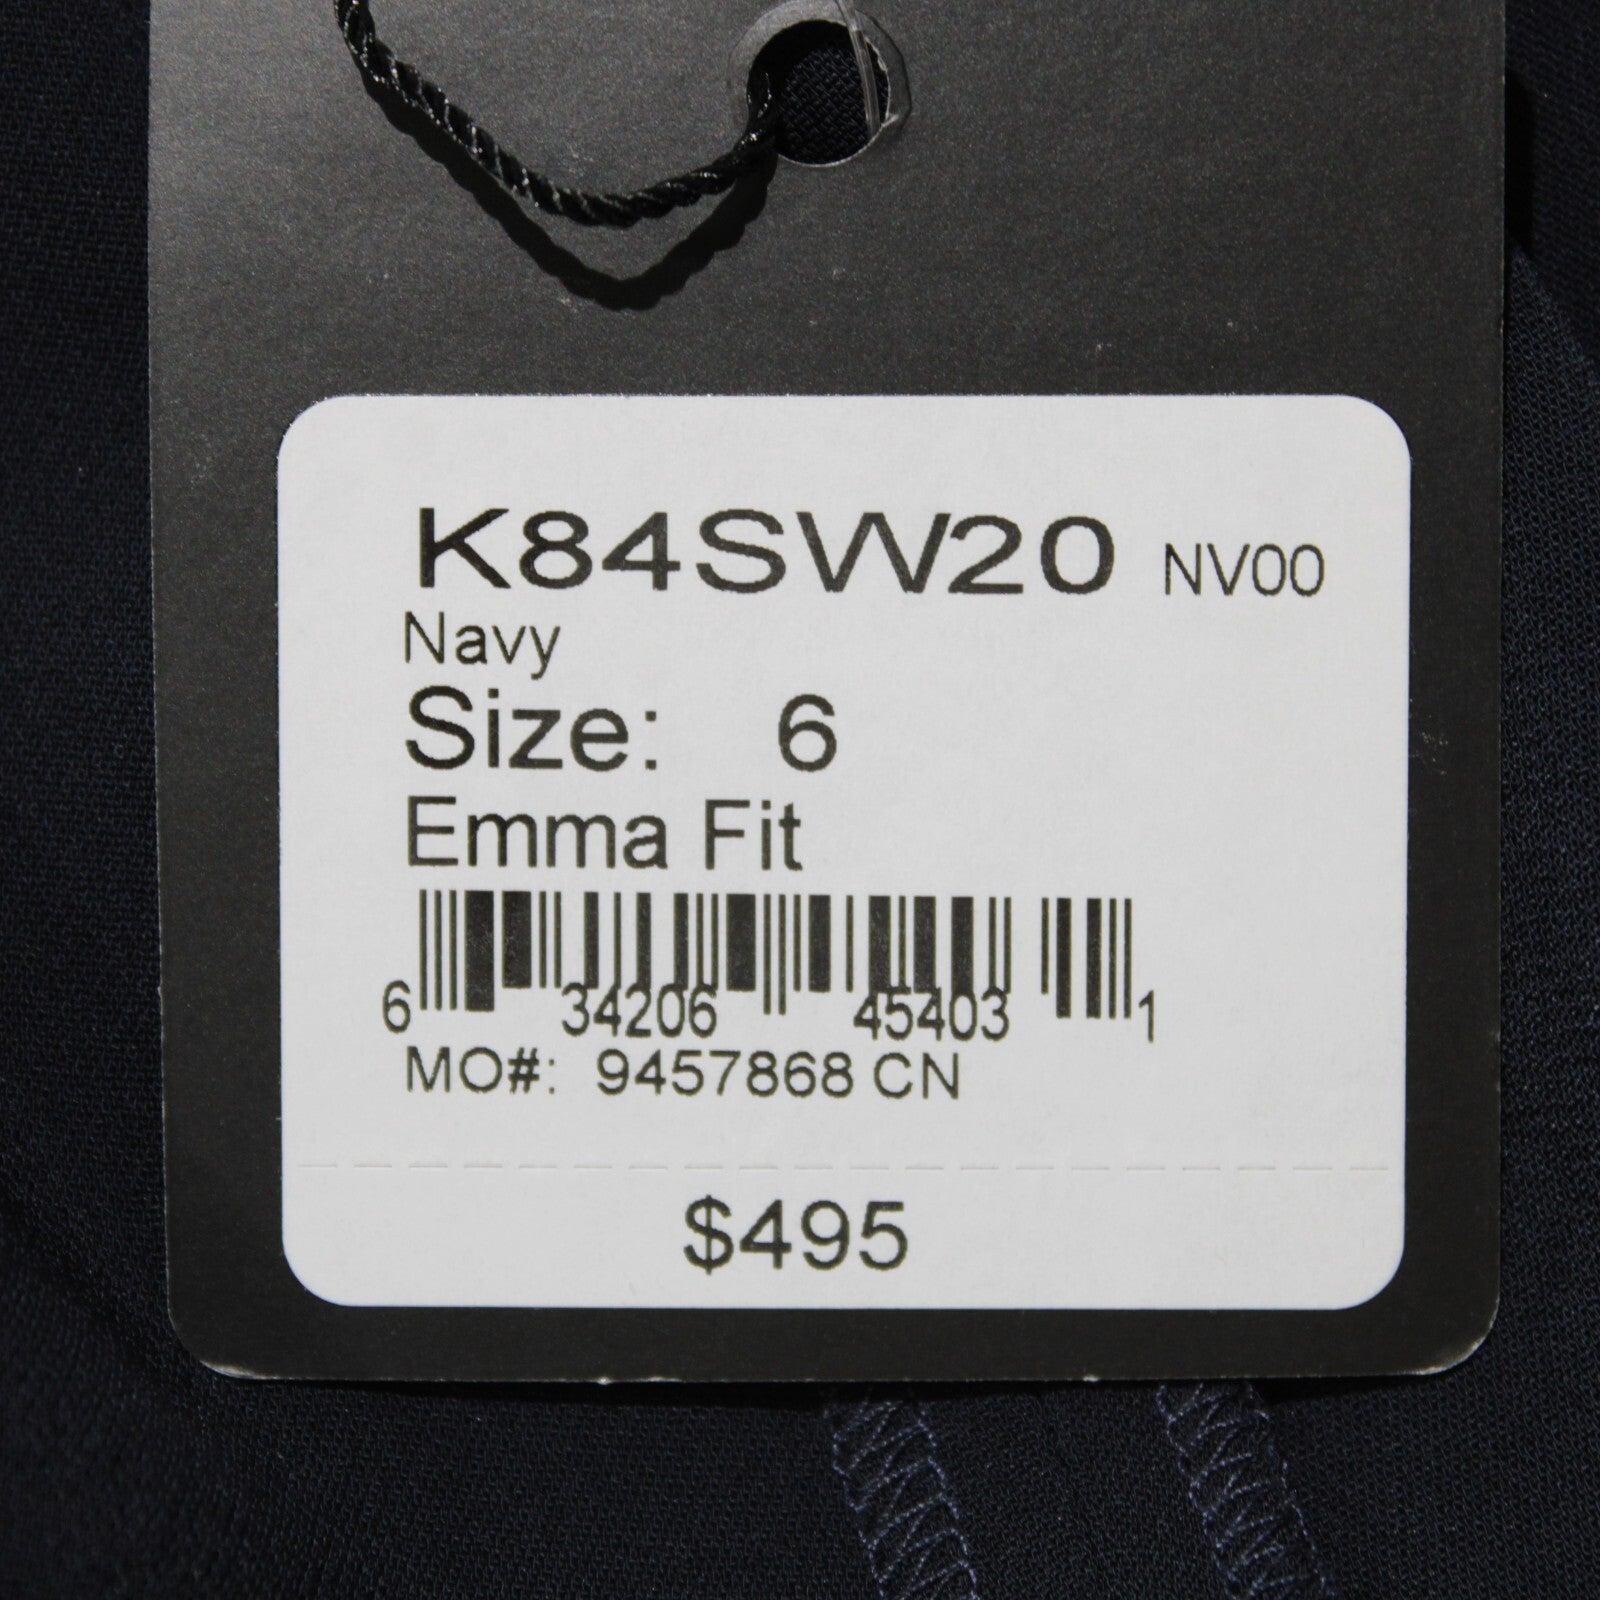 K84SW20 NV00
Navy
Size: 6
Emma Fit
6 34206 45403 1
MO#: 9457868 CN
$495